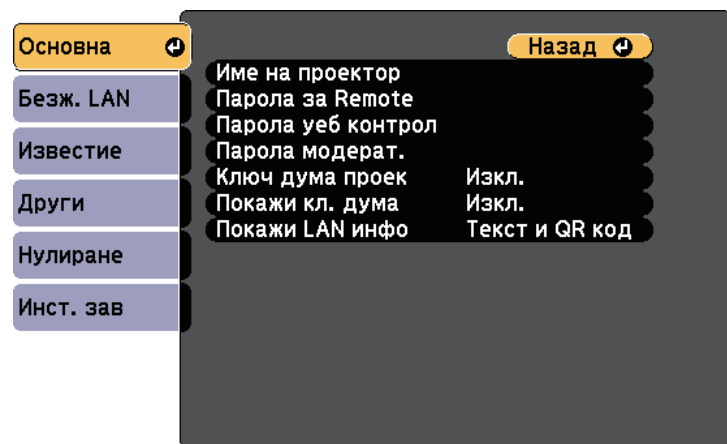 Основна
Безж. LAN
Известие
Други
Нулиране
Инст. зав
Назад
Име на проектор
Парола за Remote
Парола уеб контрол
Парола модерат.
Ключ дума проек Изкл.
Покажи кл. дума Изкл.
Покажи LAN инфо Текст и QR код